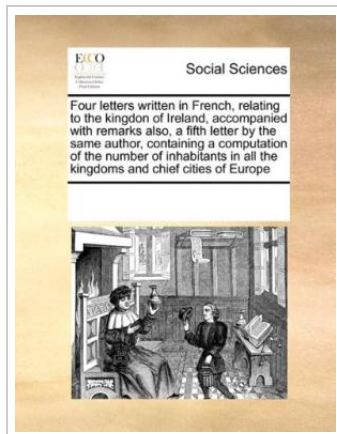 ECCO
Social Sciences
Four letters written in French, relating
to the kingdon of Ireland, accompanied
with remarks also, a fifth letter by the
same author, containing a computation
of the number of inhabitants in all the
kingdoms and chief cities of Europe